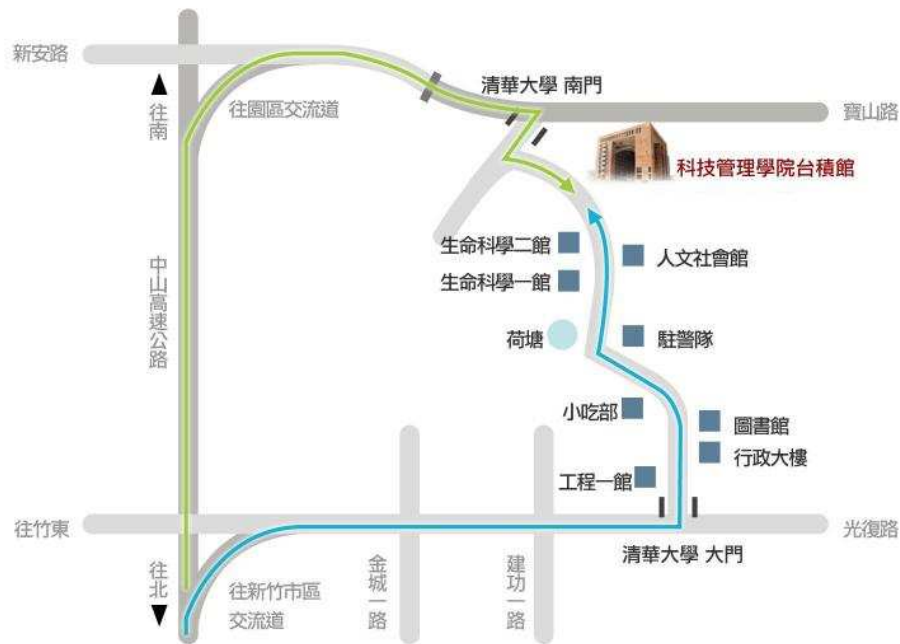 新安路
往南
往園區交流道
清華大學 南門
寶山路
科技管理學院台積館
生命科學二館
人文社會館
生命科學一館
中山高速公路
荷塘
駐警隊
小吃部
圖書館
行政大樓
工程一館
往竹東
光復路
清華大學 大門
往北
往新竹市區
交流道
金城一路
建功一路